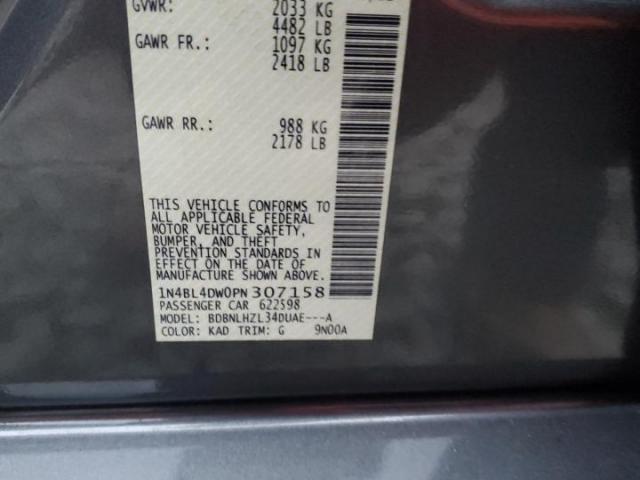 GVWR: 2033 KG
4482 LB
GAWR FR.: 1097 KG
2418 LB
GAWR RR.: 988 KG
2178 LB
THIS VEHICLE CONFORMS TO
ALL APPLICABLE FEDERAL
MOTOR VEHICLE SAFETY,
BUMPER, AND THEFT
PREVENTION STANDARDS IN
EFFECT ON THE DATE OF
MANUFACTURE SHOWN ABOVE.
1N4BL4DW0PN307158
PASSENGER CAR 622598
MODEL: BDBNLHZL34DUAE---A
COLOR: KAD TRIM: G 9N00A